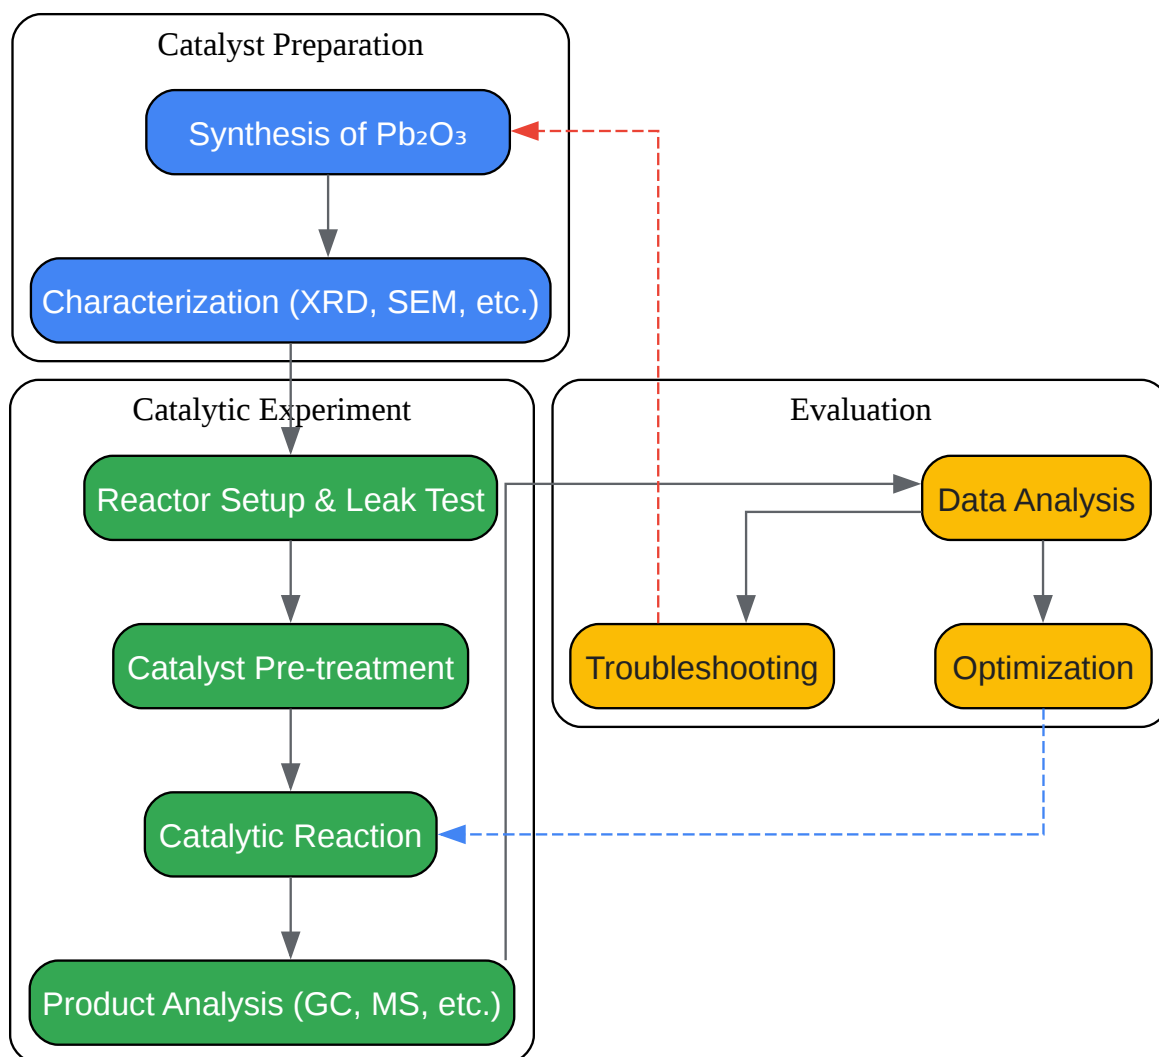 Catalyst Preparation
Synthesis of Pb₂O₃
Characterization (XRD, SEM, etc.)
Catalytic Experiment
Reactor Setup & Leak Test
Catalyst Pre-treatment
Catalytic Reaction
Product Analysis (GC, MS, etc.)
Evaluation
Data Analysis
Troubleshooting
Optimization